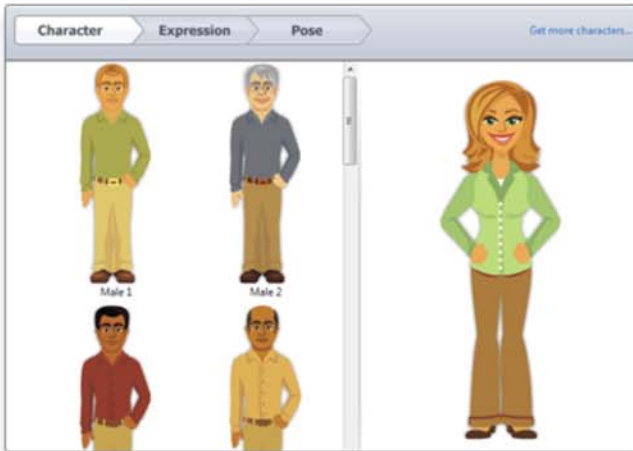 Character Expression Pose Get more characters...
Male 1 Male 2